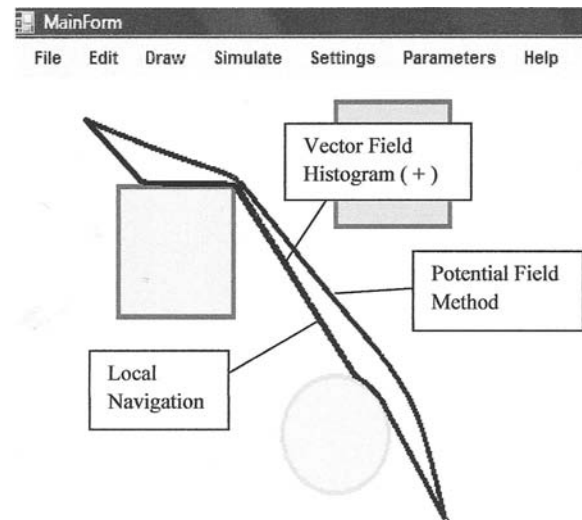 MainForm
File Edit Draw Simulate Settings Parameters Help
Vector Field
Histogram ( + )
Potential Field
Method
Local
Navigation